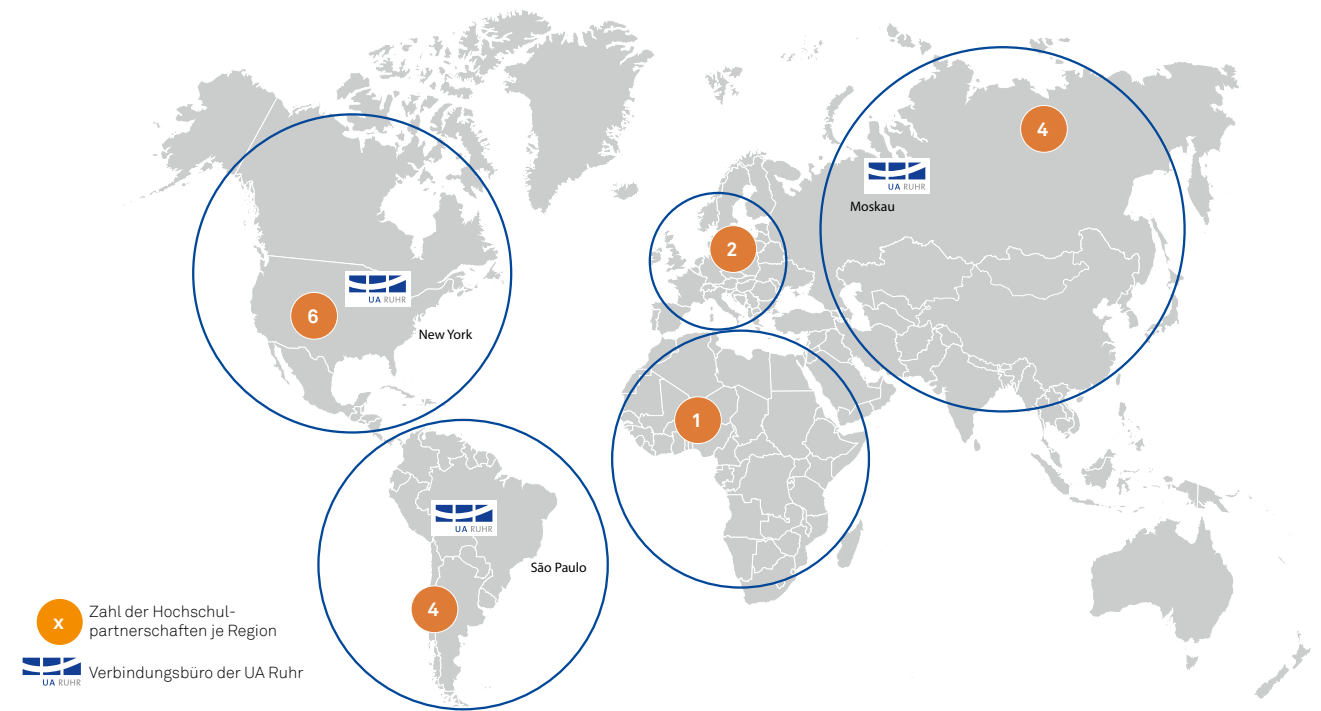 4
UA RUHR
Moskau
2
UA RUHR
6
New York
1
UA RUHR
São Paulo
4
x
Zahl der Hochschul-
partnerschaften je Region
UA RUHR
Verbindungsbüro der UA Ruhr